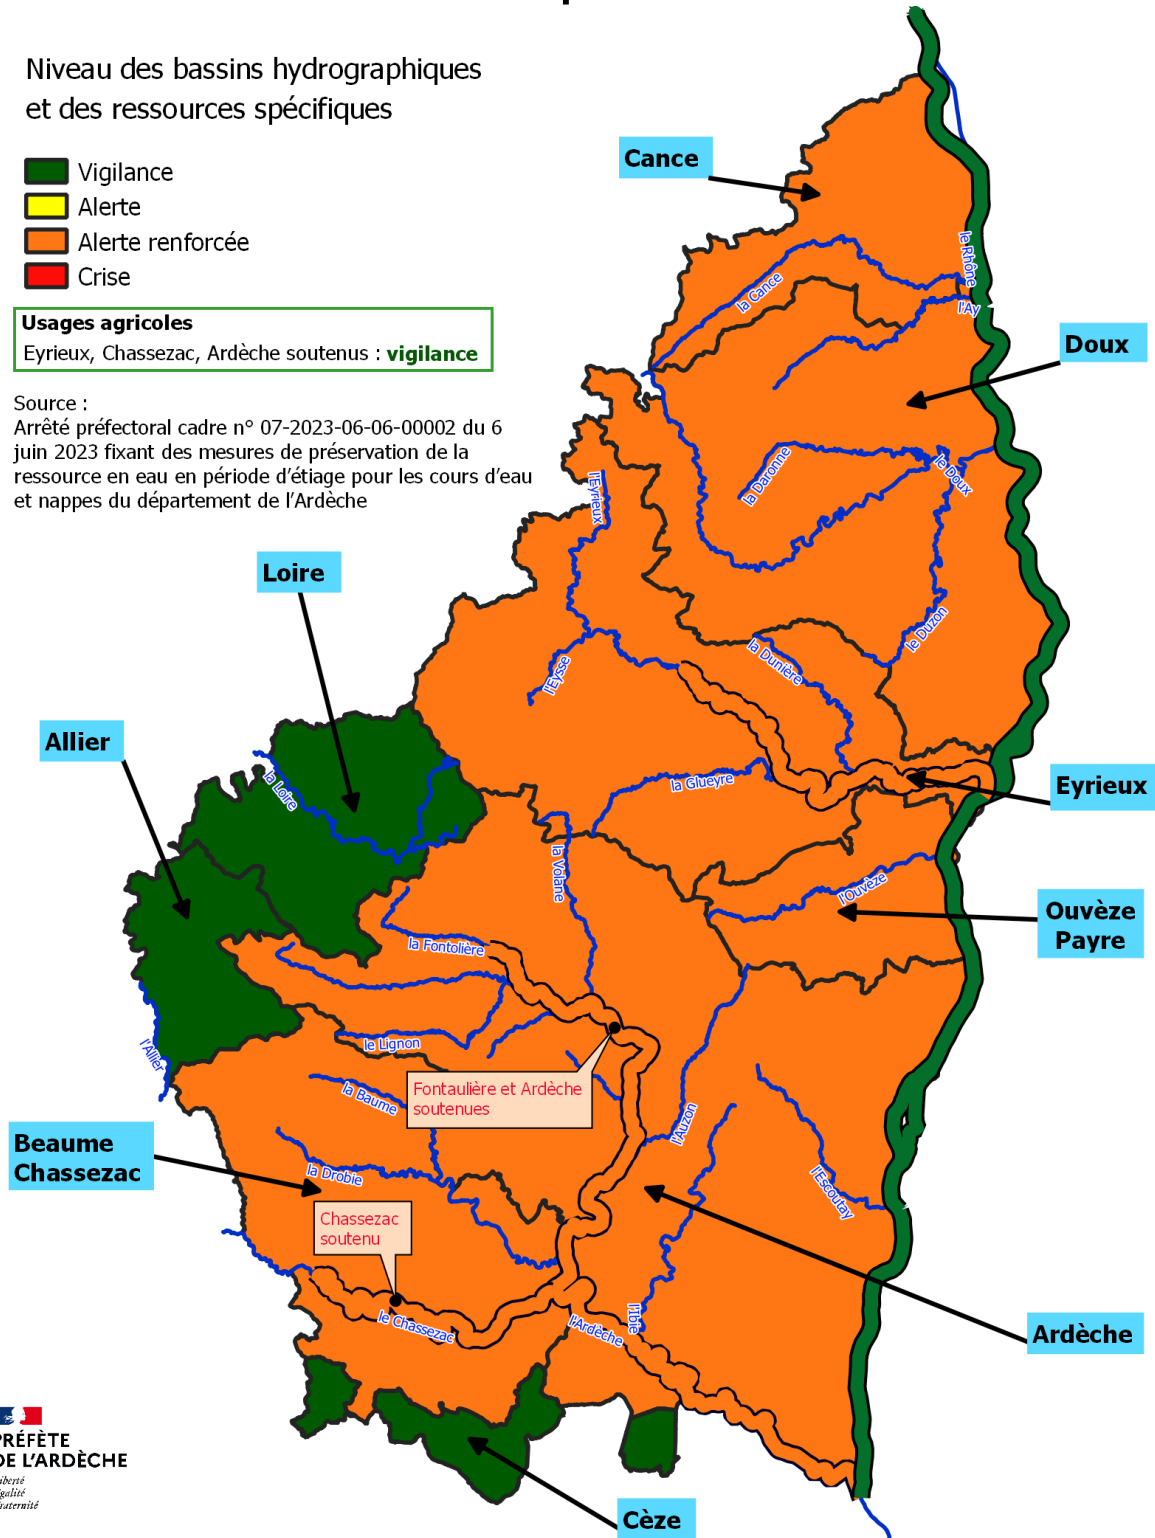 Niveau des bassins hydrographiques
et des ressources spécifiques
Vigilance
Alerte
Alerte renforcée
Crise
Usages agricoles
Eyrieux, Chassezac, Ardèche soutenus : vigilance
Source :
Arrêté préfectoral cadre n° 07-2023-06-06-00002 du 6
juin 2023 fixant des mesures de préservation de la
ressource en eau en période d’étiage pour les cours d’eau
et nappes du département de l’Ardèche
Cance
le Rhône
la Cance
l'Ay
Doux
la Daronne
le Doux
l'Eyrieux
Loire
le Duzon
la Dunière
l'Eysse
Allier
la Loire
la Glueyre
Eyrieux
la Volane
l'Ouvèze
Ouvèze
Payre
la Fontolière
le Lignon
l'Allier
Fontaulière et Ardèche
soutenues
la Baume
l'Auzon
Beaume
Chassezac
la Drobie
l'Escoutay
Chassezac
soutenu
le Chassezac
l'Ardèche
l'Ibie
Ardèche
PRÉFÈTE
DE L’ARDÈCHE
Cèze